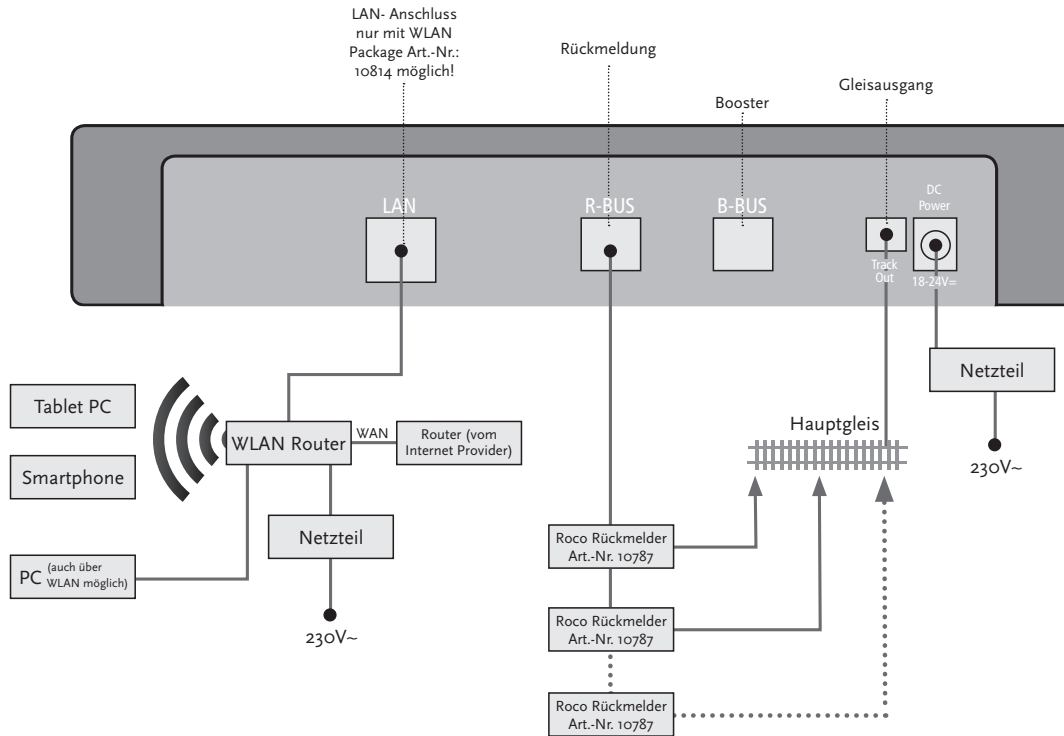 LAN- Anschluss
nur mit WLAN
Package Art.-Nr.:
10814 möglich!
Rückmeldung
Booster
Gleisausgang
LAN
R-BUS
B-BUS
Track
Out
DC
Power
18-24V=
Netzteil
230V~
Tablet PC
Smartphone
PC (auch über
WLAN möglich)
WLAN Router
WAN
Router (vom
Internet Provider)
Netzteil
230V~
Hauptgleis
Roco Rückmelder
Art.-Nr. 10787
Roco Rückmelder
Art.-Nr. 10787
Roco Rückmelder
Art.-Nr. 10787